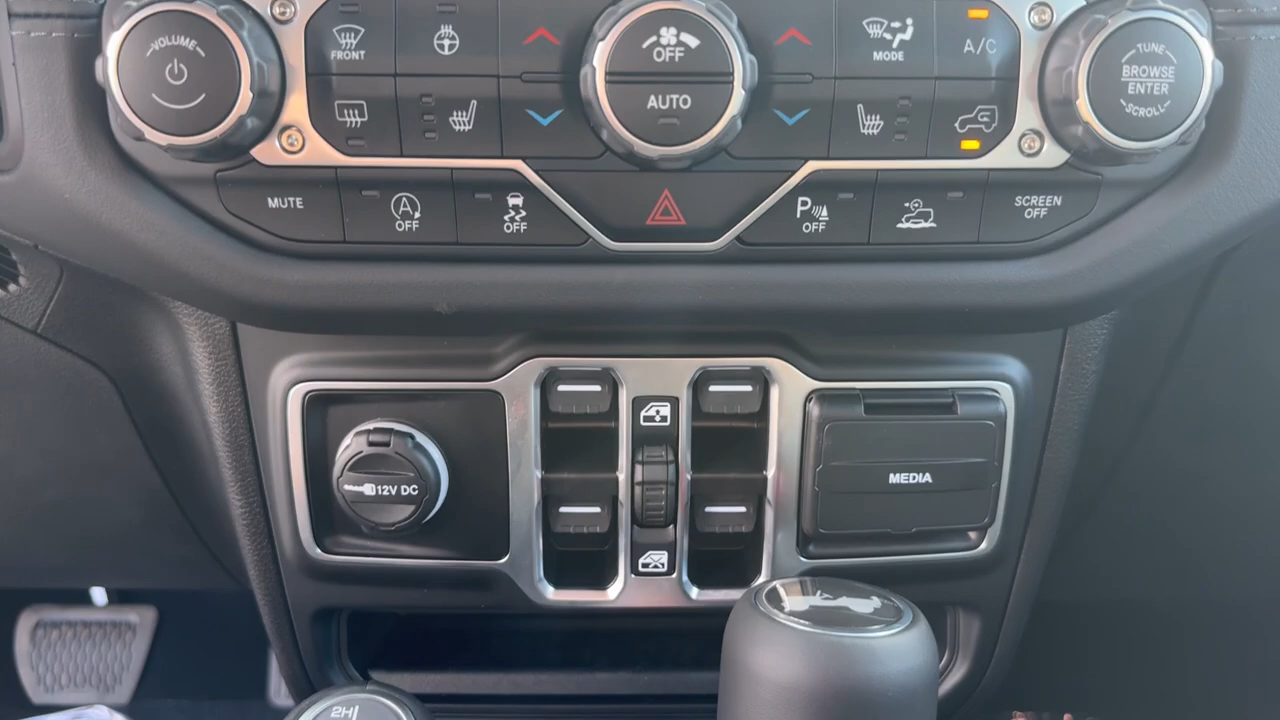 VOLUME
FRONT
OFF
AUTO
MODE
A/C
TUNE
BROWSE
ENTER
SCROLL
MUTE
A
OFF
OFF
P
OFF
SCREEN
OFF
12V DC
MEDIA
2H